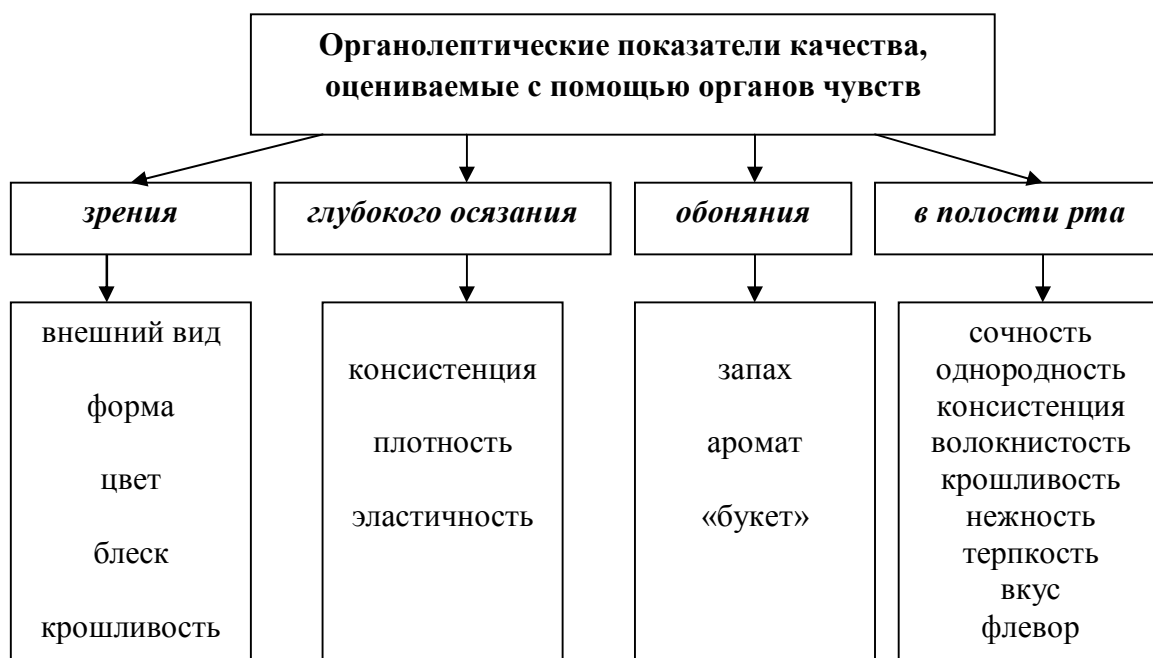 Органолептические показатели качества,
оцениваемые с помощью органов чувств
зрения
глубокого осязания
обоняния
в полости рта
внешний вид
форма
цвет
блеск
крошливость
консистенция
плотность
эластичность
запах
аромат
«букет»
сочность
однородность
консистенция
волокнистость
крошливость
нежность
терпкость
вкус
флевор